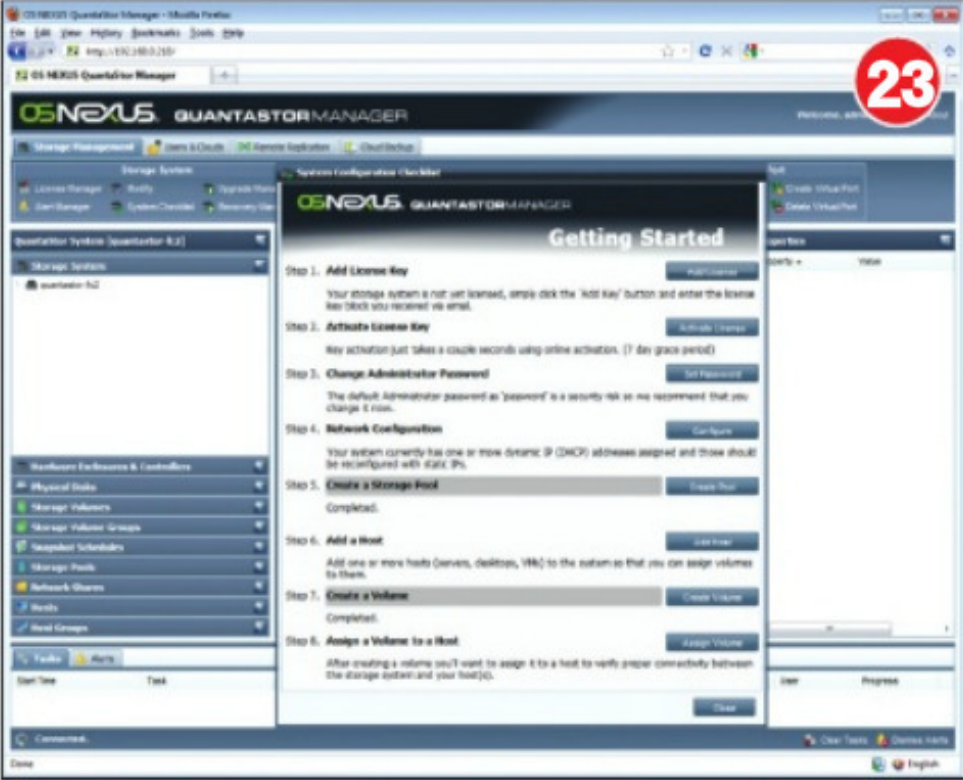 OS NEXUS QuantaStor Manager - Mozilla Firefox
File Edit View History Bookmarks Tools Help
OS NEXUS QuantaStor Manager
23
OSNEXUS QUANTASTORMANAGER
Welcome,
Storage Management Users & Clouds Remote Replication Cloud Backup
Storage System
License Manager Modify Upgrade
Alert Manager System Checklist Recovery
Create Virtual Port
Delete Virtual Port
System Configuration Checklist
OSNEXUS QUANTASTORMANAGER
Getting Started
Step 1. Add License Key Add License
Your storage system is not yet licensed, simply click the 'Add Key' button and enter the license
key block you received via email.
Step 2. Activate License Key Activate License
Key activation just takes a couple seconds using online activation. (7 day grace period)
Step 3. Change Administrator Password Set Password
The default Administrator password as 'password' is a security risk so we recommend that you
change it now.
Step 4. Network Configuration Configure
Your system currently has one or more dynamic IP (DHCP) addresses assigned and those should
be reconfigured with static IPs.
Step 5. Create a Storage Pool Create Pool
Completed.
Step 6. Add a Host Add Host
Add one or more hosts (servers, desktops, VMs) to the system so that you can assign volumes
to them.
Step 7. Create a Volume Create Volume
Completed.
Step 8. Assign a Volume to a Host Assign Volume
After creating a volume you'll want to assign it to a host to verify proper connectivity between
the storage system and your host(s).
Close
Storage System
Hardware Enclosures & Controllers
Physical Disks
Storage Volumes
Storage Volume Groups
Snapshot Schedules
Storage Pools
Network Shares
Hosts
Host Groups
Value
Tasks Alerts
Start Time Task User Progress
Connected. Clear Tasks Dismiss Alerts
Done English